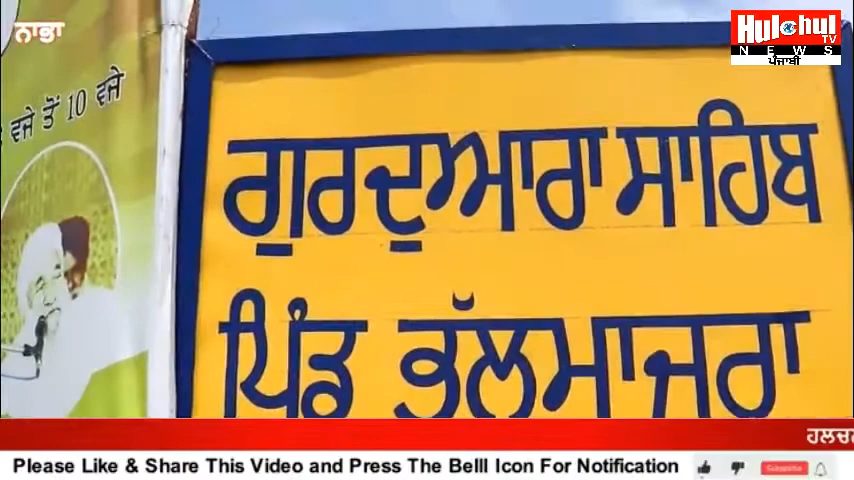 ਨਾਭਾ
Hulchul TV
NEWS
ਪੰਜਾਬੀ
ਵਜੇ ਤੋਂ 10 ਵਜੇ
ਗੁਰਦੁਆਰਾ ਸਾਹਿਬ
ਪਿੰਡ ਭੱਲਮਾਜਰਾ
Please Like & Share This Video and Press The Belll Icon For Notification
Subscribe